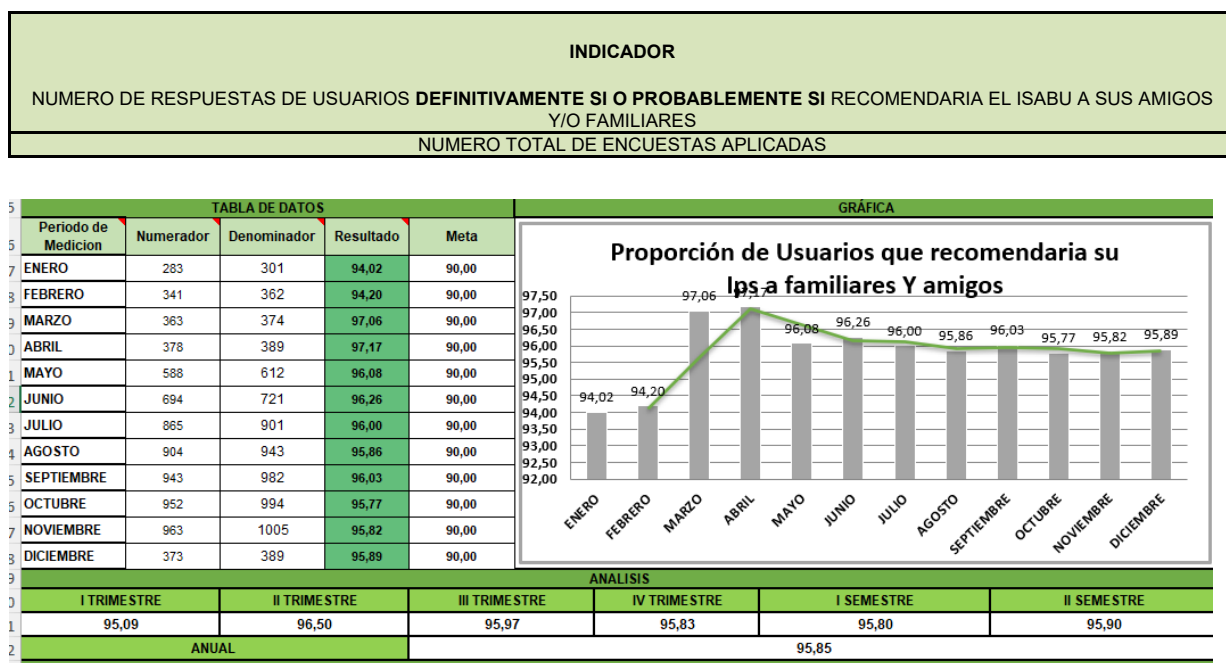 INDICADOR
NUMERO DE RESPUESTAS DE USUARIOS DEFINITIVAMENTE SI O PROBABLEMENTE SI RECOMENDARIA EL ISABU A SUS AMIGOS
Y/O FAMILIARES
NUMERO TOTAL DE ENCUESTAS APLICADAS
TABLA DE DATOS
Periodo de Medicion Numerador Denominador Resultado Meta
ENERO 283 301 94,02 90,00
FEBRERO 341 362 94,20 90,00
MARZO 363 374 97,06 90,00
ABRIL 378 389 97,17 90,00
MAYO 588 612 96,08 90,00
JUNIO 694 721 96,26 90,00
JULIO 865 901 96,00 90,00
AGOSTO 904 943 95,86 90,00
SEPTIEMBRE 943 982 96,03 90,00
OCTUBRE 952 994 95,77 90,00
NOVIEMBRE 963 1005 95,82 90,00
DICIEMBRE 373 389 95,89 90,00
GRÁFICA
Proporción de Usuarios que recomendaria su
Ips a familiares Y amigos
97,50
97,00
96,50
96,00
95,50
95,00
94,50
94,00
93,50
93,00
92,50
92,00
94,02 94,20 97,06 97,17 96,08 96,26 96,00 95,86 96,03 95,77 95,82 95,89
ENERO FEBRERO MARZO ABRIL MAYO JUNIO JULIO AGOSTO SEPTIEMBRE OCTUBRE NOVIEMBRE DICIEMBRE
ANALISIS
I TRIMESTRE II TRIMESTRE III TRIMESTRE IV TRIMESTRE I SEMESTRE II SEMESTRE
95,09 96,50 95,97 95,83 95,80 95,90
ANUAL 95,85